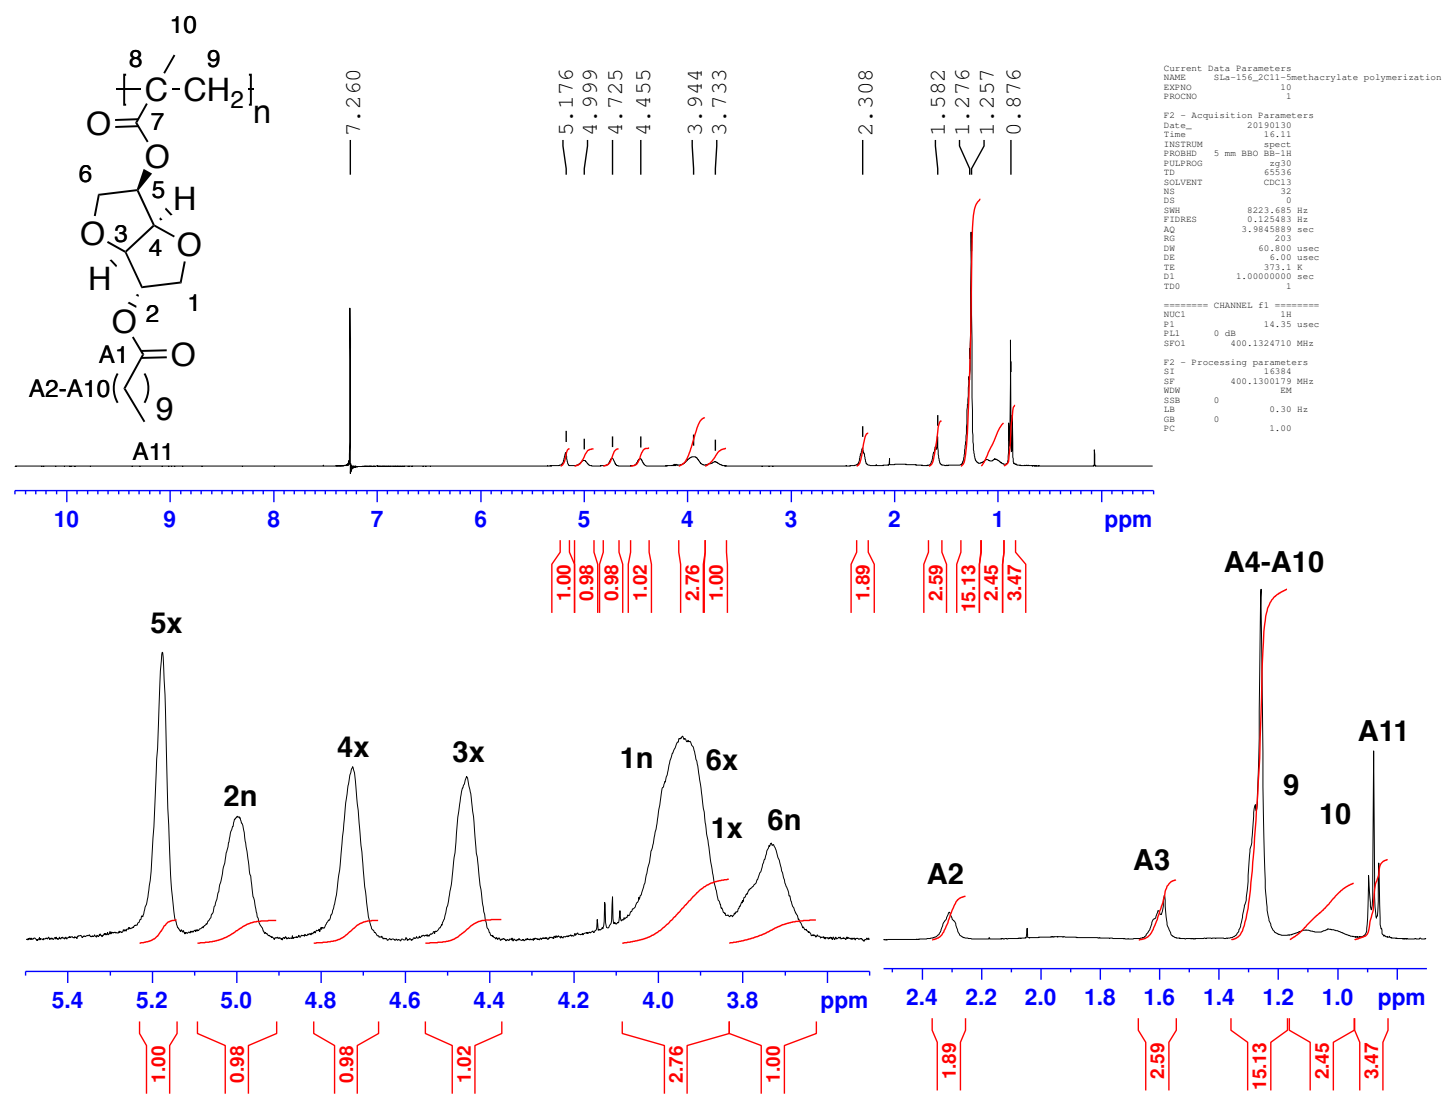 10
8
9
C
CH2
n
O
7
O
6
5
H
O
3
4
O
H
1
2
O
A1
O
A2-A10
9
A11
7.260
5.176
4.999
4.725
4.455
3.944
3.733
2.308
1.582
1.276
1.257
0.876
Current Data Parameters
NAME SLa-156_2C11-5methacrylate polymerization
EXPNO 10
PROCNO 1
F2 - Acquisition Parameters
Date_ 20190130
Time 16.11
INSTRUM spect
PROBHD 5 mm BBO BB-1H
PULPROG zg30
TD 65536
SOLVENT CDCl3
NS 32
DS 0
SWH 8223.685 Hz
FIDRES 0.125483 Hz
AQ 3.9845889 sec
RG 203
DW 60.800 usec
DE 6.00 usec
TE 373.1 K
D1 1.00000000 sec
TD0 1
======== CHANNEL f1 ========
NUC1 1H
P1 14.35 usec
PL1 0 dB
SFO1 400.1324710 MHz
F2 - Processing parameters
SI 16384
SF 400.1300179 MHz
WDW EM
SSB 0
LB 0.30 Hz
GB 0
PC 1.00
10 9 8 7 6 5 4 3 2 1 ppm
1.00 0.98 0.98 1.02 2.76 1.00 1.89 2.59 15.13 2.45 3.47
5x
2n
4x
3x
1n
6x
1x
6n
A2
A3
A4-A10
9
10
A11
5.4 5.2 5.0 4.8 4.6 4.4 4.2 4.0 3.8 ppm
1.00 0.98 0.98 1.02 2.76 1.00
2.4 2.2 2.0 1.8 1.6 1.4 1.2 1.0 ppm
1.89 2.59 15.13 2.45 3.47